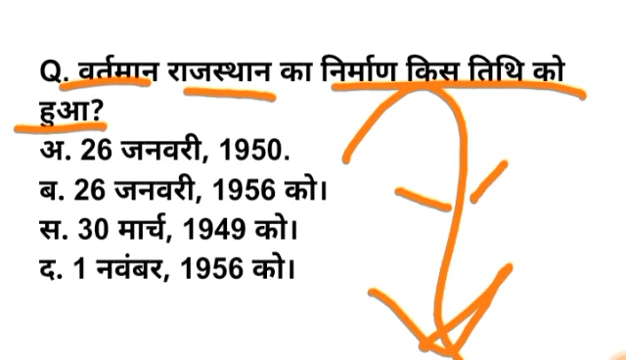 Q. वर्तमान राजस्थान का निर्माण किस तिथि को
हुआ?
अ. 26 जनवरी, 1950.
ब. 26 जनवरी, 1956 को।
स. 30 मार्च, 1949 को।
द. 1 नवंबर, 1956 को।